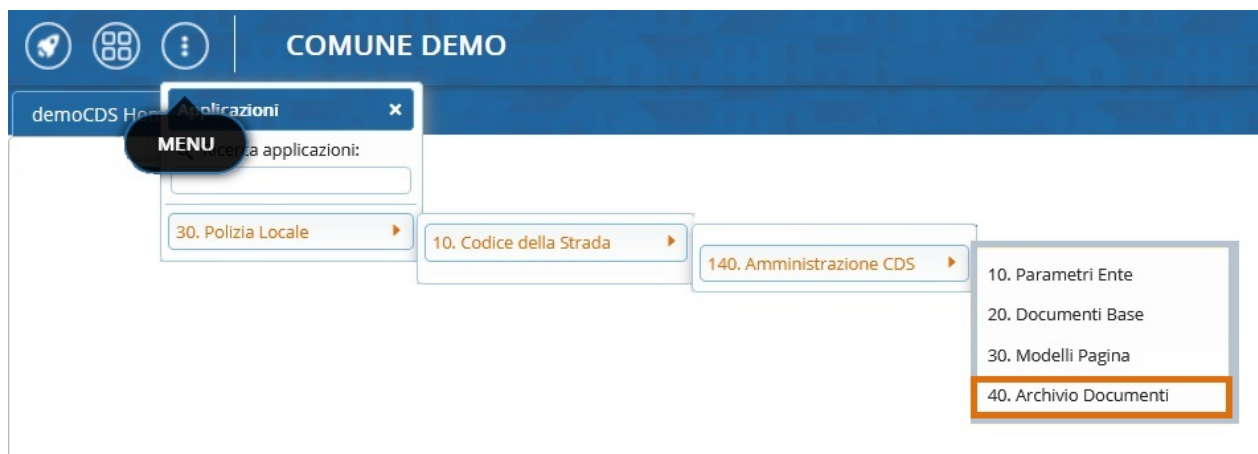 COMUNE DEMO
demoCDS
Applicazioni
MENU
applicazioni:
30. Polizia Locale
10. Codice della Strada
140. Amministrazione CDS
10. Parametri Ente
20. Documenti Base
30. Modelli Pagina
40. Archivio Documenti